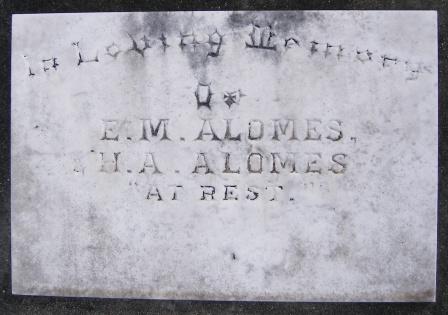 In Loving Memory
Of
E.M. ALOMES.
H.A. ALOMES
"AT REST."